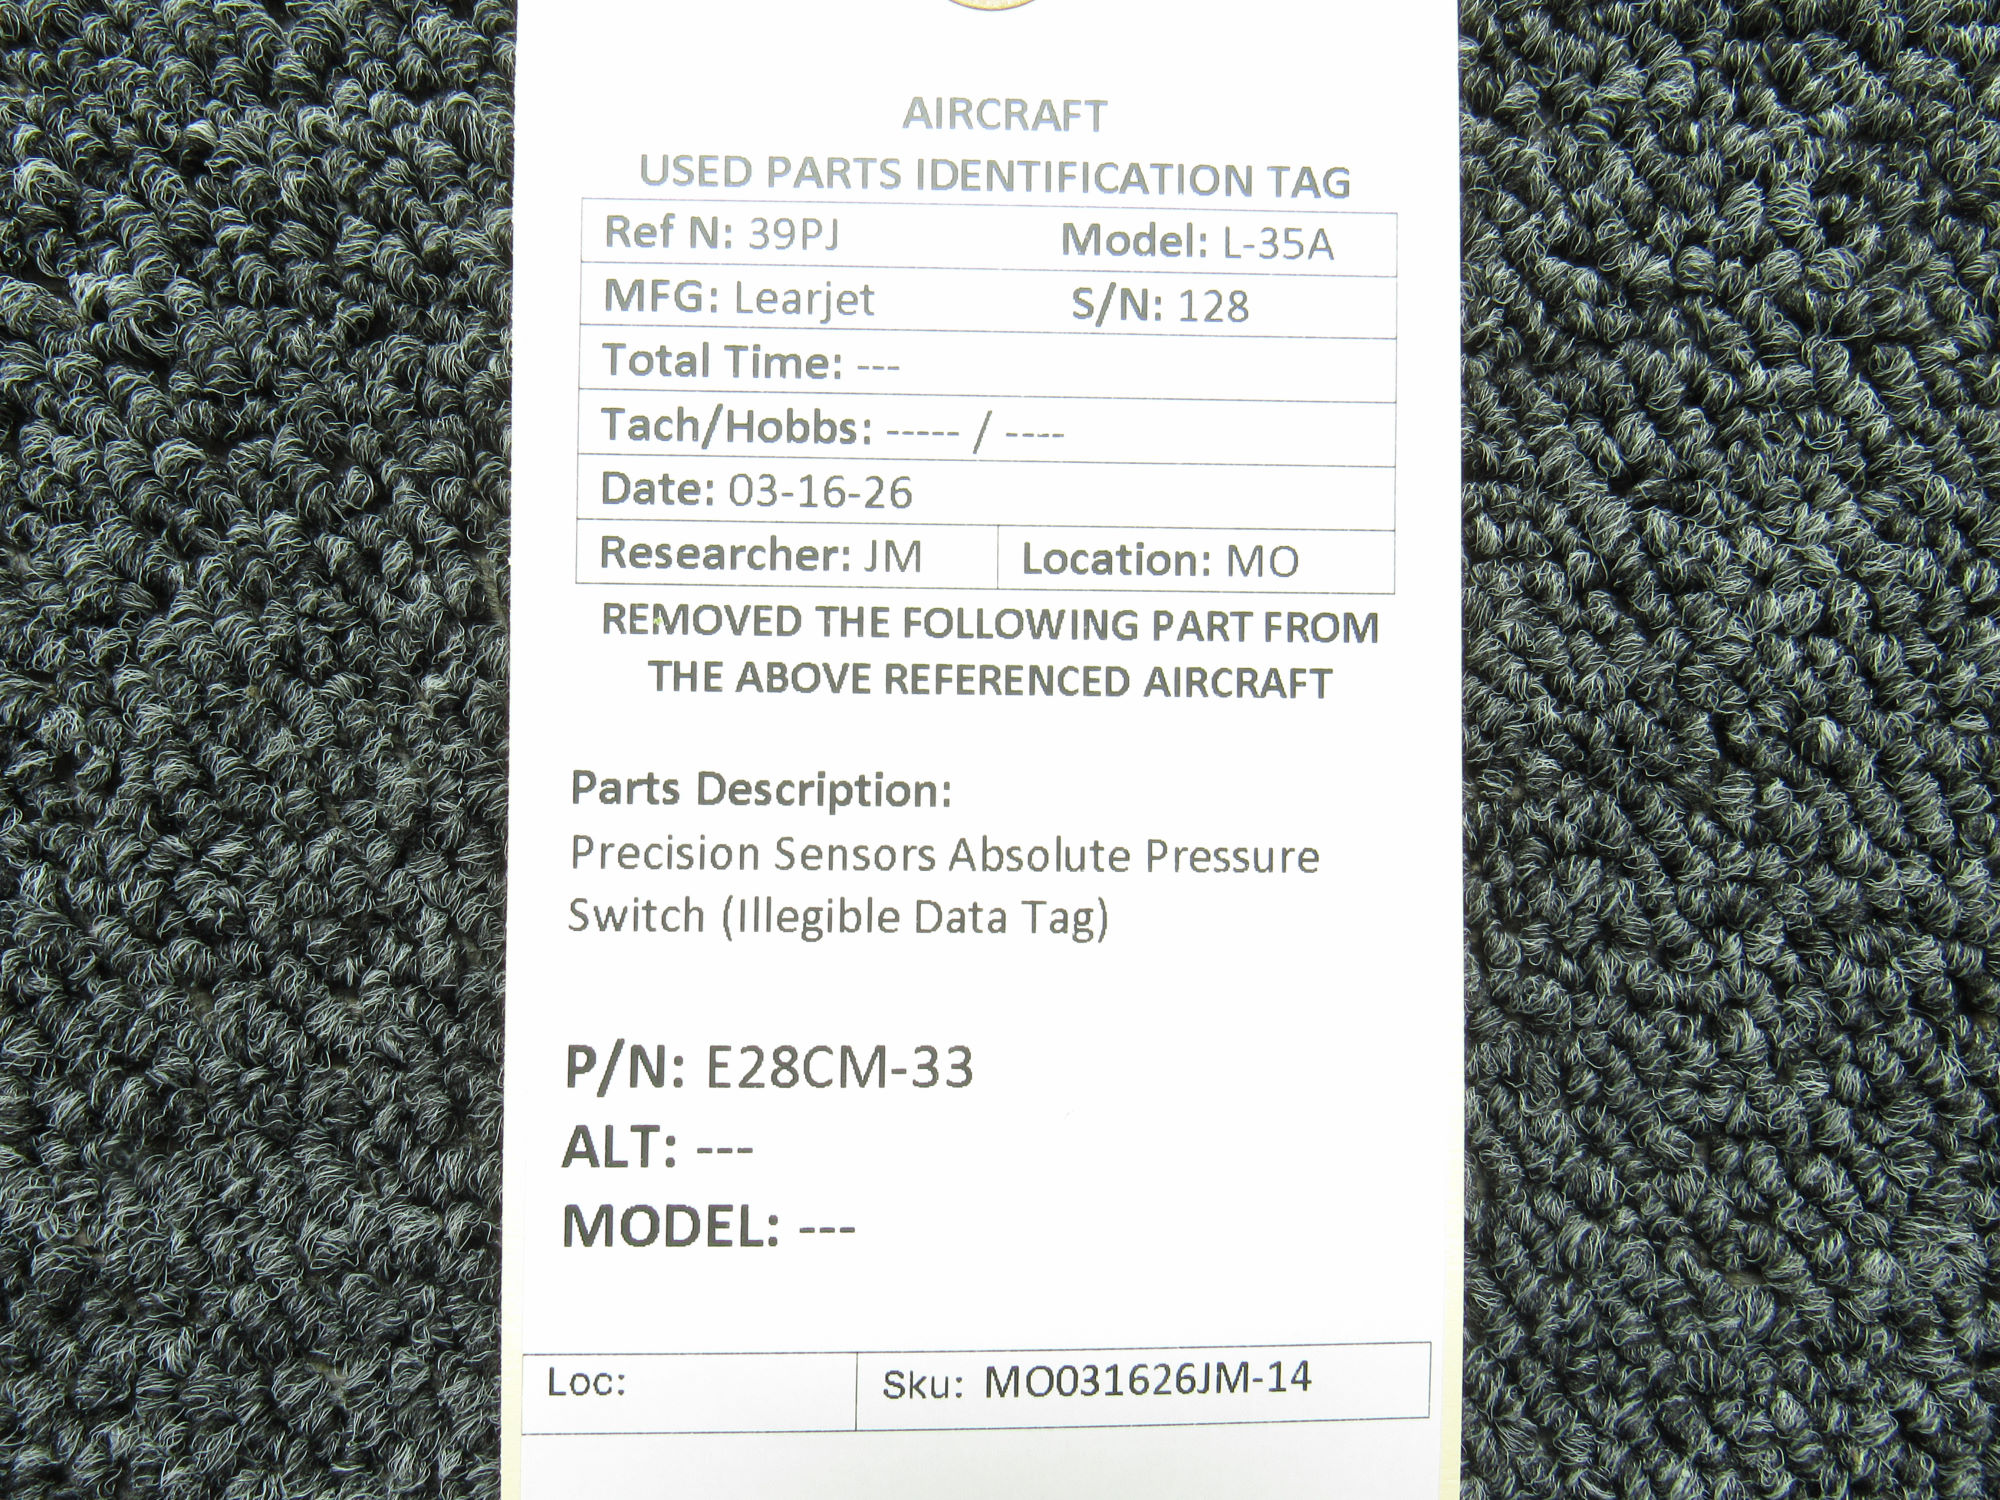 AIRCRAFT
USED PARTS IDENTIFICATION TAG
Ref N: 39PJ Model: L-35A
MFG: Learjet S/N: 128
Total Time: ---
Tach/Hobbs: ----- / ----
Date: 03-16-26
Researcher: JM Location: MO
REMOVED THE FOLLOWING PART FROM
THE ABOVE REFERENCED AIRCRAFT
Parts Description:
Precision Sensors Absolute Pressure
Switch (Illegible Data Tag)
P/N: E28CM-33
ALT: ---
MODEL: ---
Loc: Sku: MO031626JM-14